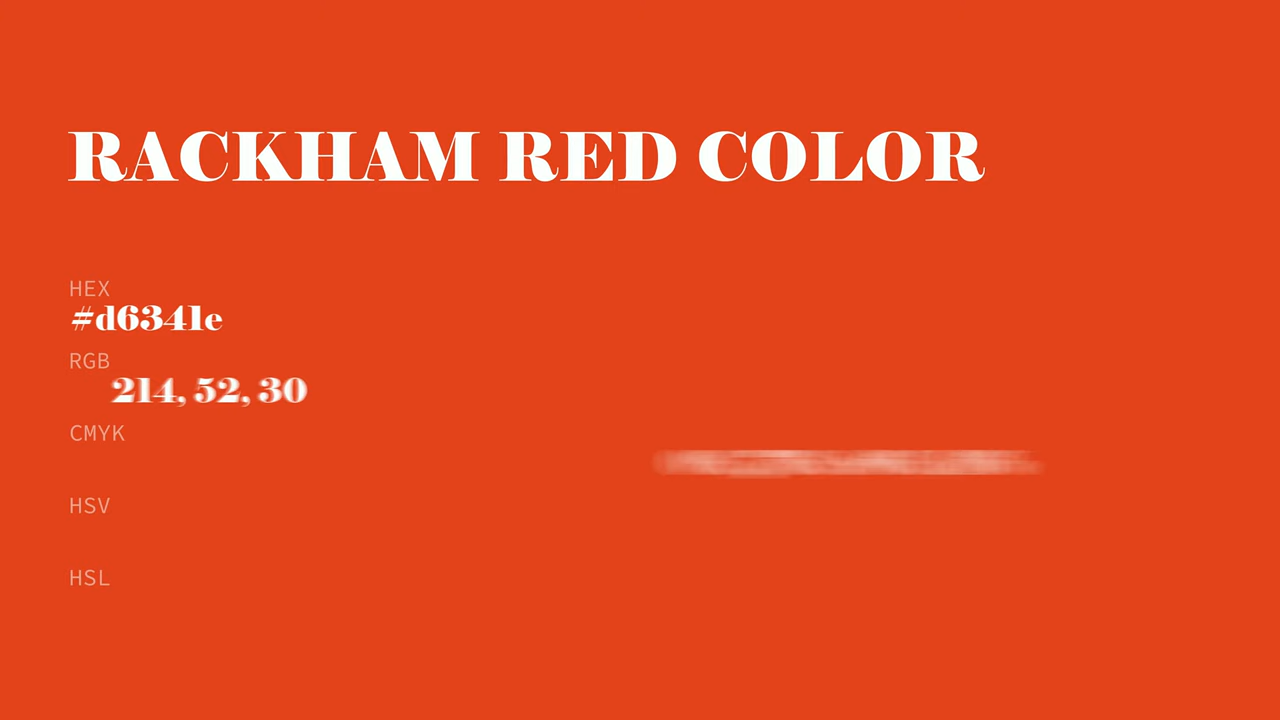 RACKHAM RED COLOR
HEX
#d6341e
RGB
214, 52, 30
CMYK
HSV
HSL